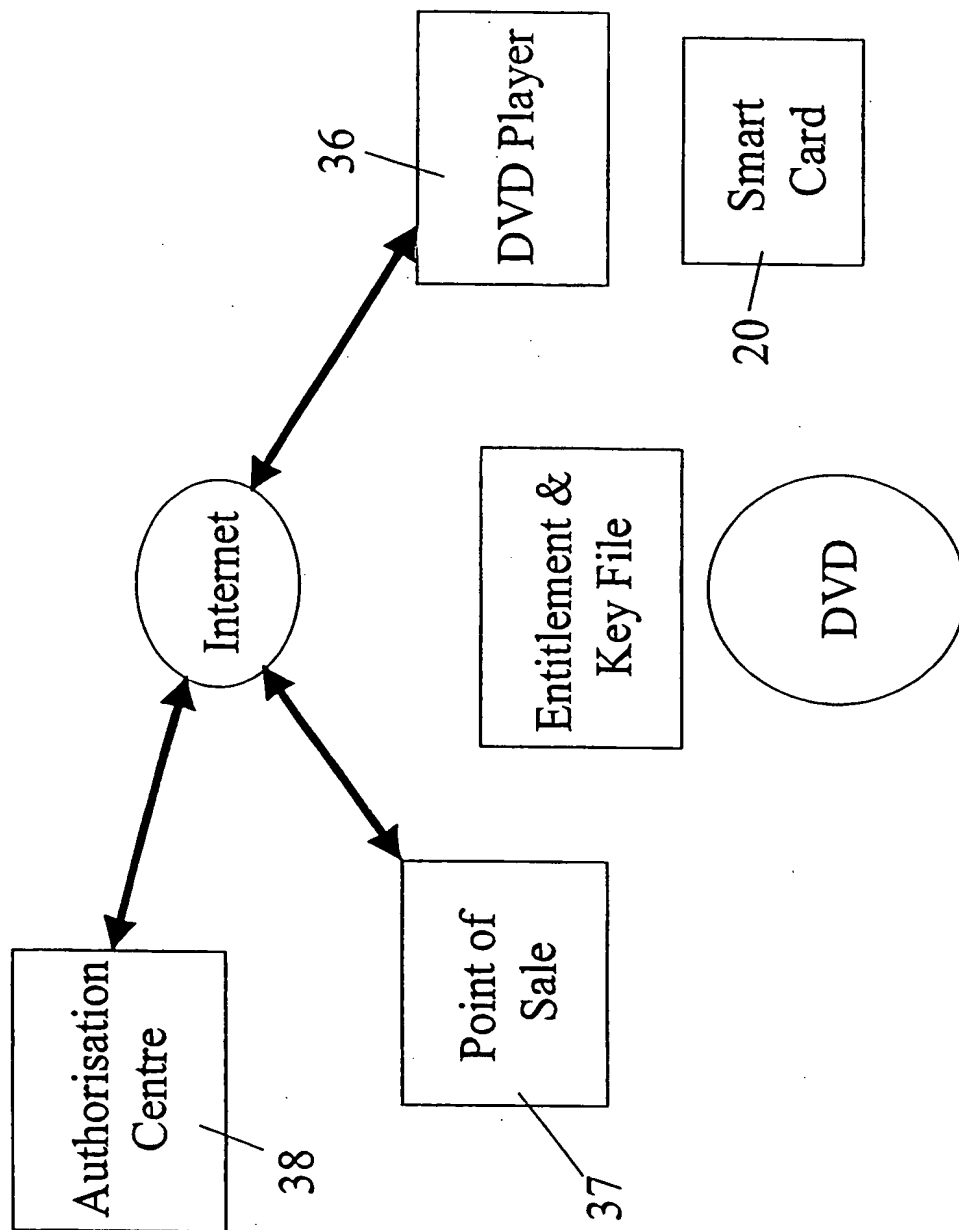 Authorisation
Centre
38
Internet
Point of
Sale
37
36
DVD Player
Entitlement &
Key File
DVD
20
Smart
Card